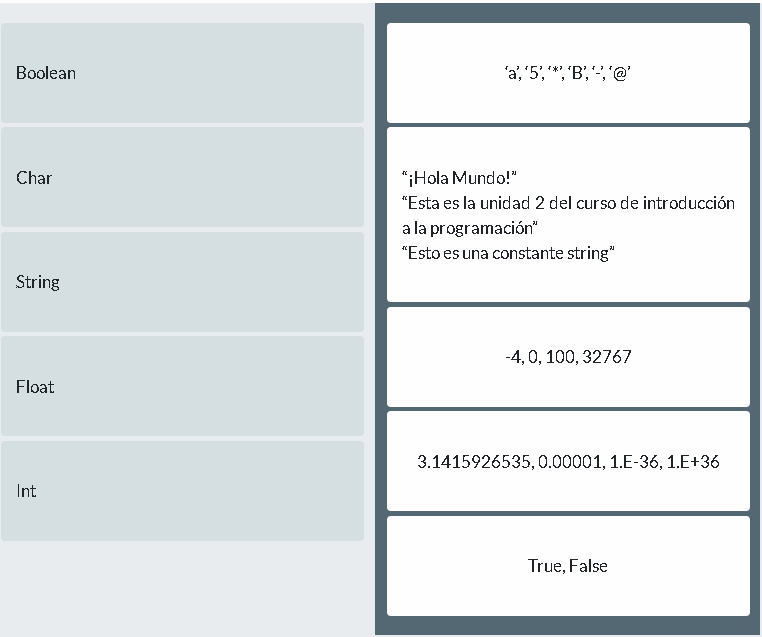 Boolean
Char
String
Float
Int
‘a’, ‘5’, ‘*’, ‘B’, ‘-’, ‘@’
“¡Hola Mundo!”
“Esta es la unidad 2 del curso de introducción
a la programación”
“Esto es una constante string”
-4, 0, 100, 32767
3.1415926535, 0.00001, 1.E-36, 1.E+36
True, False